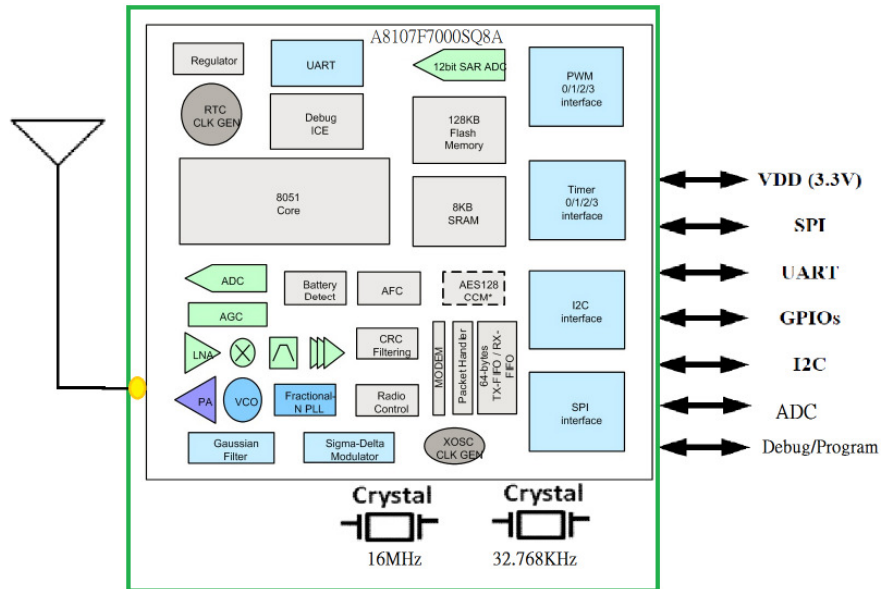 A8107F7000SQ8A
Regulator
UART
12bit SAR ADC
PWM
0/1/2/3
interface
RTC
CLK GEN
Debug
ICE
128KB
Flash
Memory
8051
Core
8KB
SRAM
Timer
0/1/2/3
interface
VDD (3.3V)
SPI
UART
GPIOs
I2C
ADC
Debug/Program
ADC
Battery
Detect
AFC
AES128
CCM*
I2C
interface
AGC
LNA
CRC
Filtering
MODEM
Packet Handler
64-bytes
TX-FIFO / RX-
FIFO
PA
VCO
Fractional-
N PLL
Radio
Control
SPI
interface
Gaussian
Filter
Sigma-Delta
Modulator
XOSC
CLK GEN
Crystal
16MHz
Crystal
32.768KHz